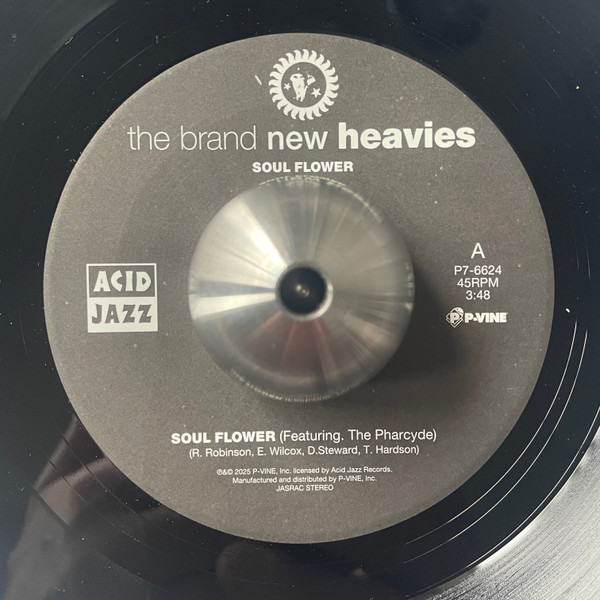 the brand new heavies
SOUL FLOWER
ACID
JAZZ
A
P7-6624
45RPM
3:48
P P-VINE
SOUL FLOWER (Featuring. The Pharcyde)
(R. Robinson, E. Wilcox, D.Steward, T. Hardson)
℗&© 2025 P-VINE, Inc. licensed by Acid Jazz Records.
Manufactured and distributed by P-VINE, Inc.
JASRAC STEREO